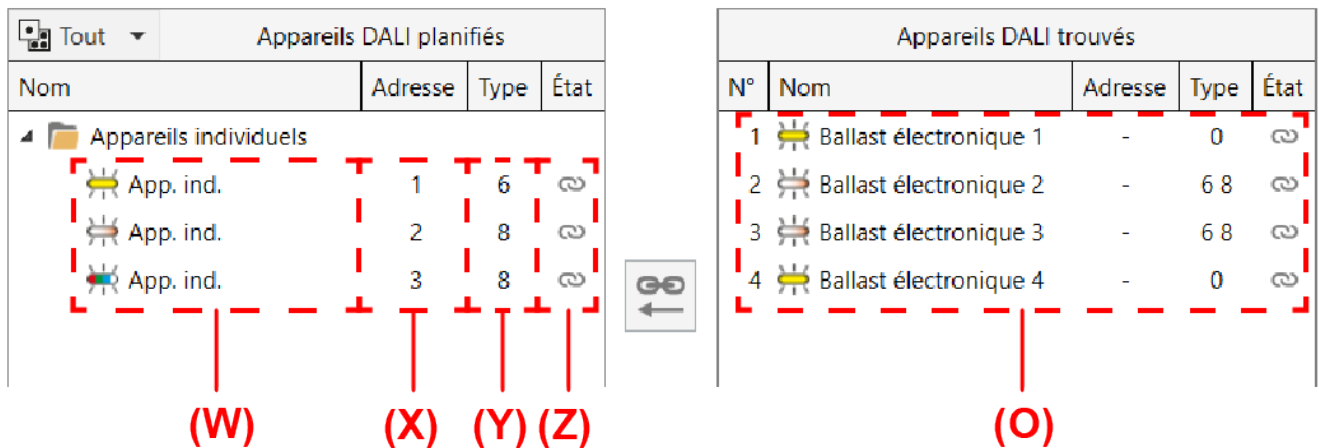 Tout Appareils DALI planifiés
Nom Adresse Type État
Appareils individuels
App. ind. 1 6
App. ind. 2 8
App. ind. 3 8
(W) (X) (Y) (Z)
Appareils DALI trouvés
N° Nom Adresse Type État
1 Ballast électronique 1 - 0
2 Ballast électronique 2 - 6 8
3 Ballast électronique 3 - 6 8
4 Ballast électronique 4 - 0
(O)